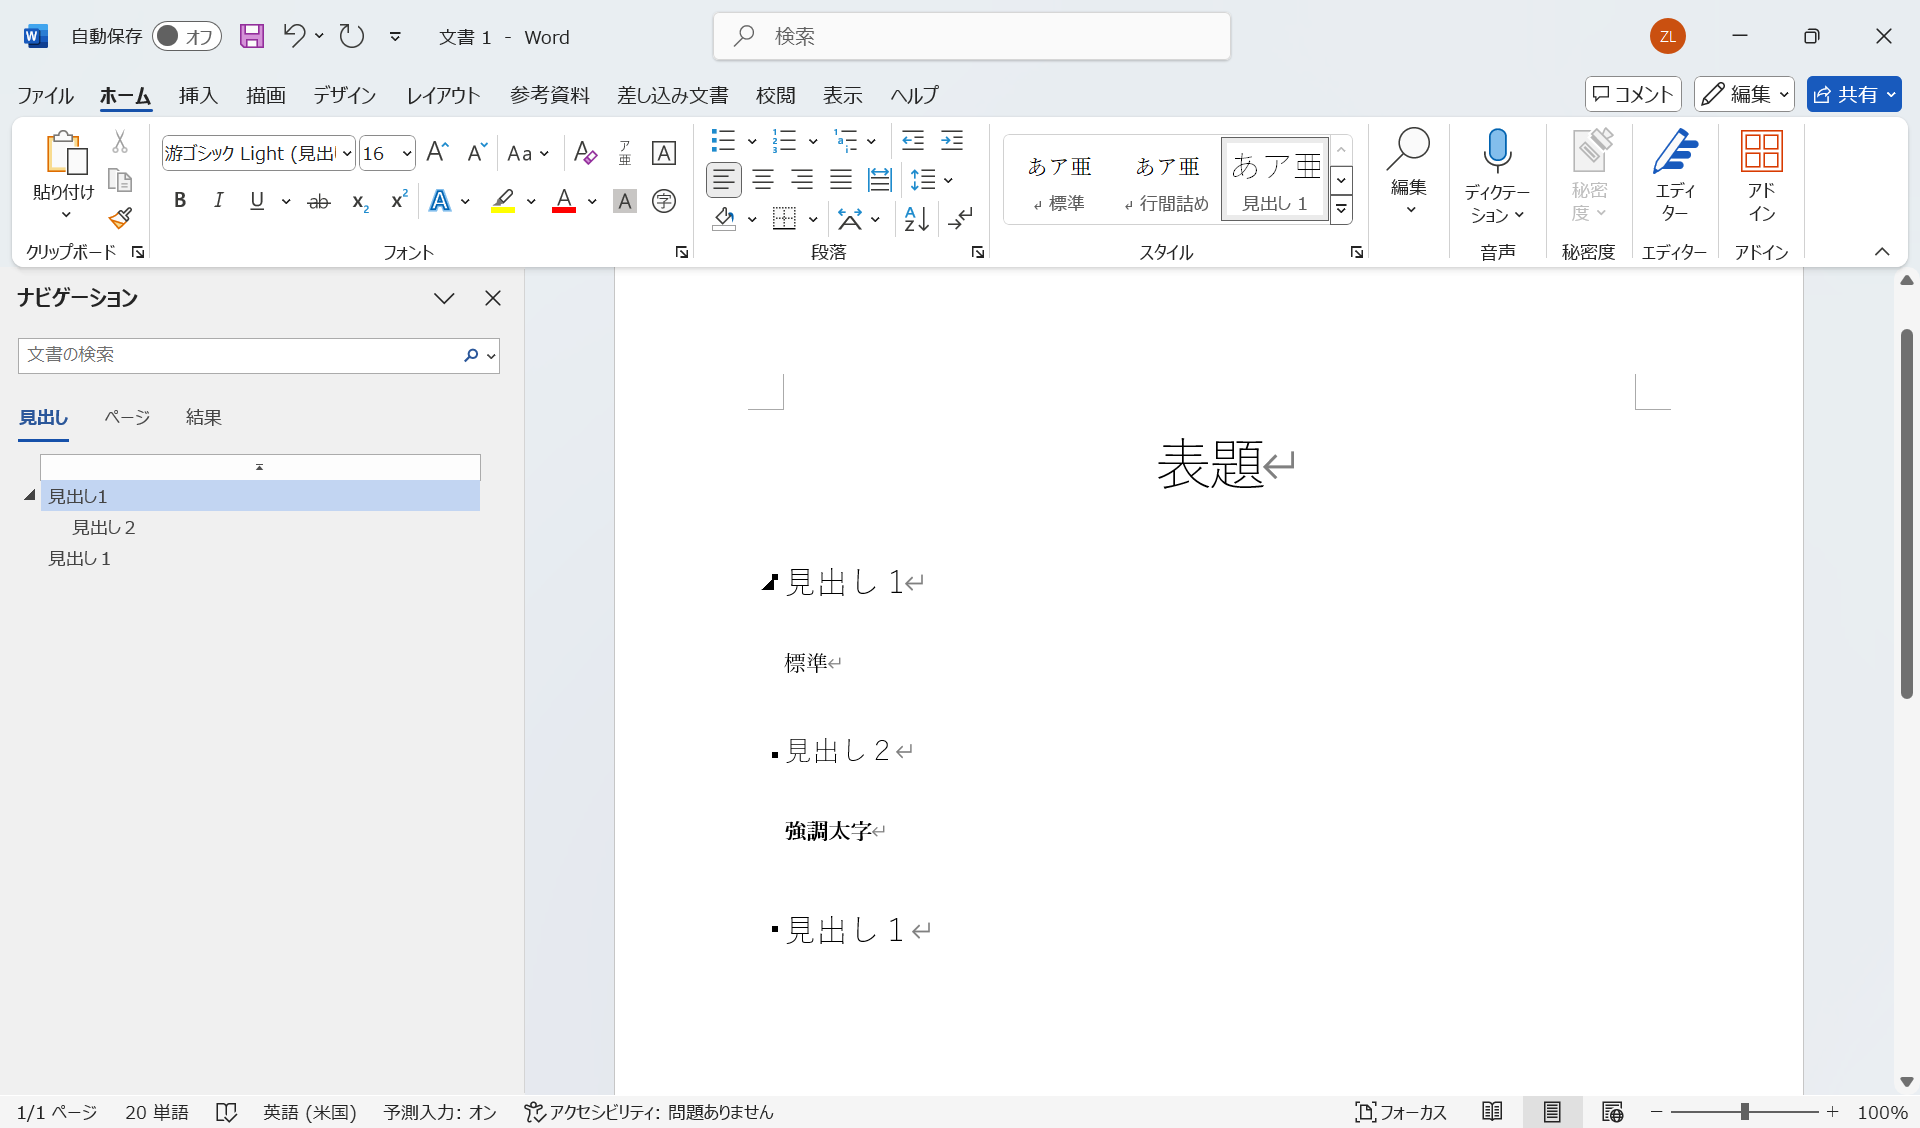 自動保存 オフ 文書 1 - Word 検索 ZL
ファイル ホーム 挿入 描画 デザイン レイアウト 参考資料 差し込み文書 校閲 表示 ヘルプ コメント 編集 共有
貼り付け
クリップボード
游ゴシック Light (見出し 16
フォント
段落
あア亜
↲ 標準
あア亜
↲ 行間詰め
あア亜
見出し 1
スタイル
編集
ディクテー
ション
音声
秘密
度
秘密度
エディ
ター
エディター
アド
イン
アドイン
ナビゲーション
文書の検索
見出し ページ 結果
見出し1
見出し２
見出し１
表題↵
見出し 1↵
標準↵
見出し２↵
強調太字↵
見出し１↵
1/1 ページ 20 単語 英語 (米国) 予測入力: オン アクセシビリティ: 問題ありません フォーカス 100%